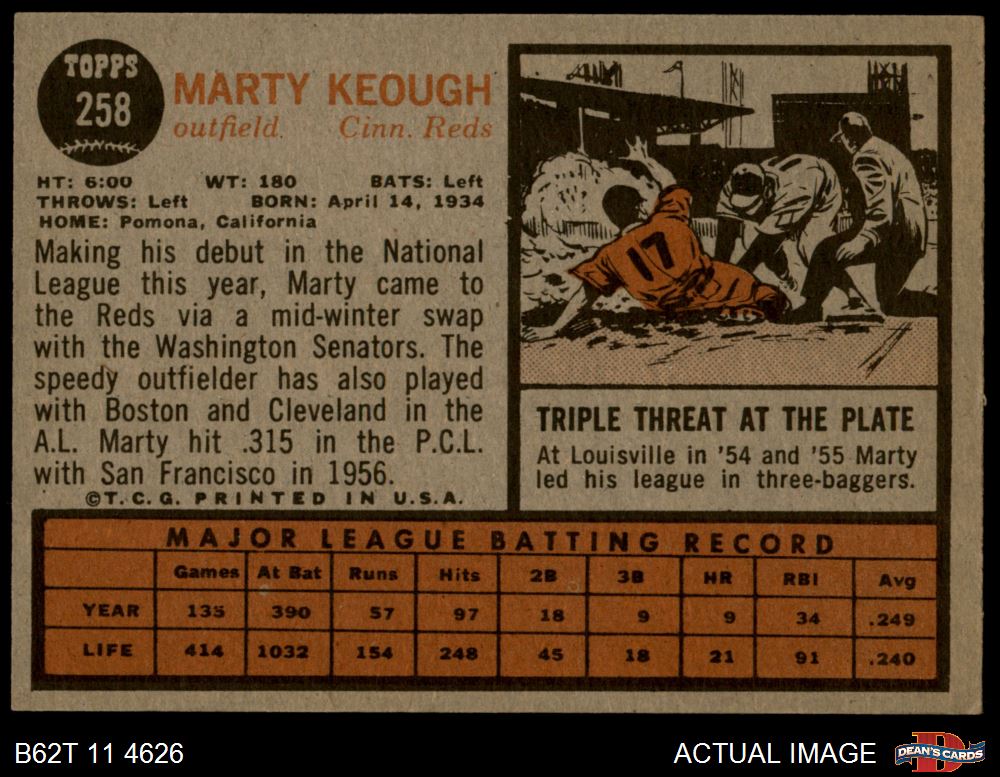 TOPPS
258
MARTY KEOUGH
outfield. Cinn. Reds
HT: 6:00 WT: 180 BATS: Left
THROWS: Left BORN: April 14, 1934
HOME: Pomona, California
Making his debut in the National
League this year, Marty came to
the Reds via a mid-winter swap
with the Washington Senators. The
speedy outfielder has also played
with Boston and Cleveland in the
A.L. Marty hit .315 in the P.C.L.
with San Francisco in 1956.
©T.C.G. PRINTED IN U.S.A.
17
TRIPLE THREAT AT THE PLATE
At Louisville in '54 and '55 Marty
led his league in three-baggers.
MAJOR LEAGUE BATTING RECORD
Games At Bat Runs Hits 2B 3B HR RBI Avg
YEAR 135 390 57 97 18 9 9 34 .249
LIFE 414 1032 154 248 45 18 21 91 .240
B62T 11 4626
ACTUAL IMAGE
D
DEAN'S CARDS